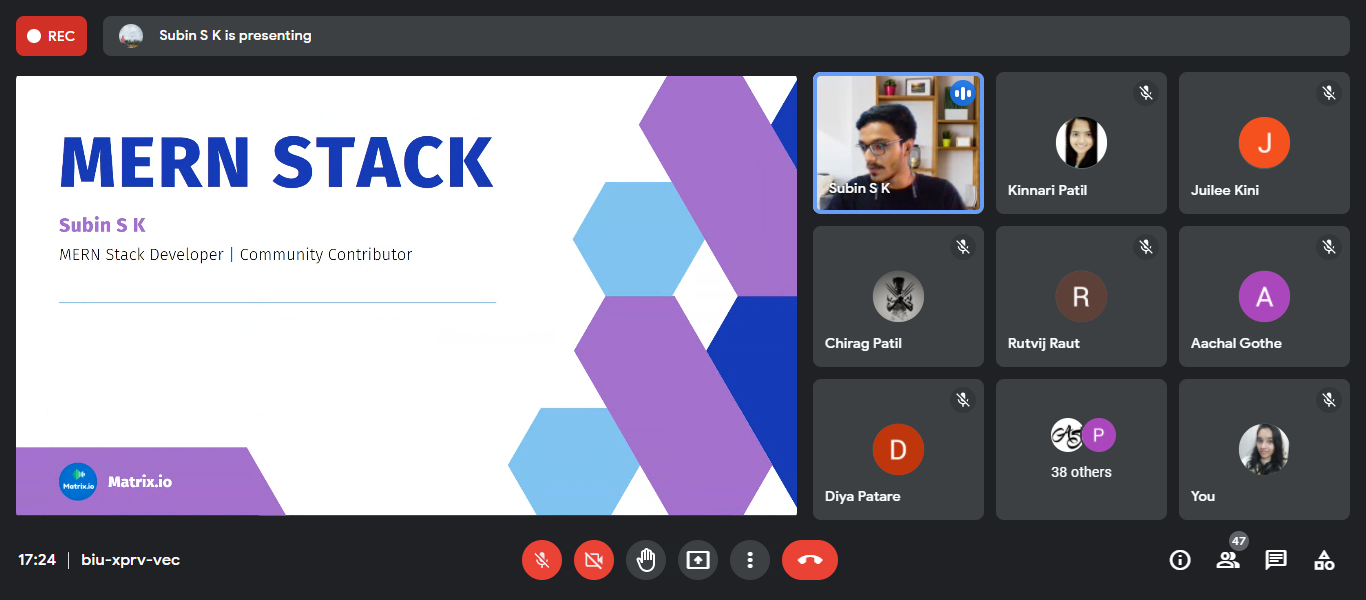 REC
Subin S K is presenting
MERN STACK
Subin S K
MERN Stack Developer | Community Contributor
Matrix.io
Matrix.io
Subin S K
Kinnari Patil
J
Juilee Kini
Chirag Patil
R
Rutvij Raut
A
Aachal Gothe
D
Diya Patare
P
38 others
You
17:24 | biu-xprv-vec
47